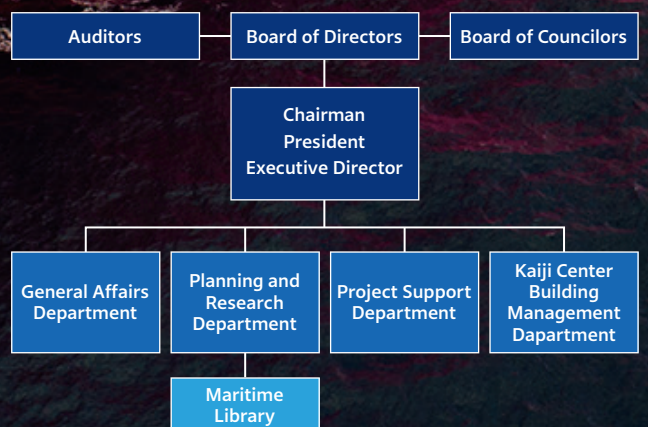 Auditors
Board of Directors
Board of Councilors
Chairman
President
Executive Director
General Affairs
Department
Planning and
Research
Department
Project Support
Department
Kaiji Center
Building
Management
Dapartment
Maritime
Library